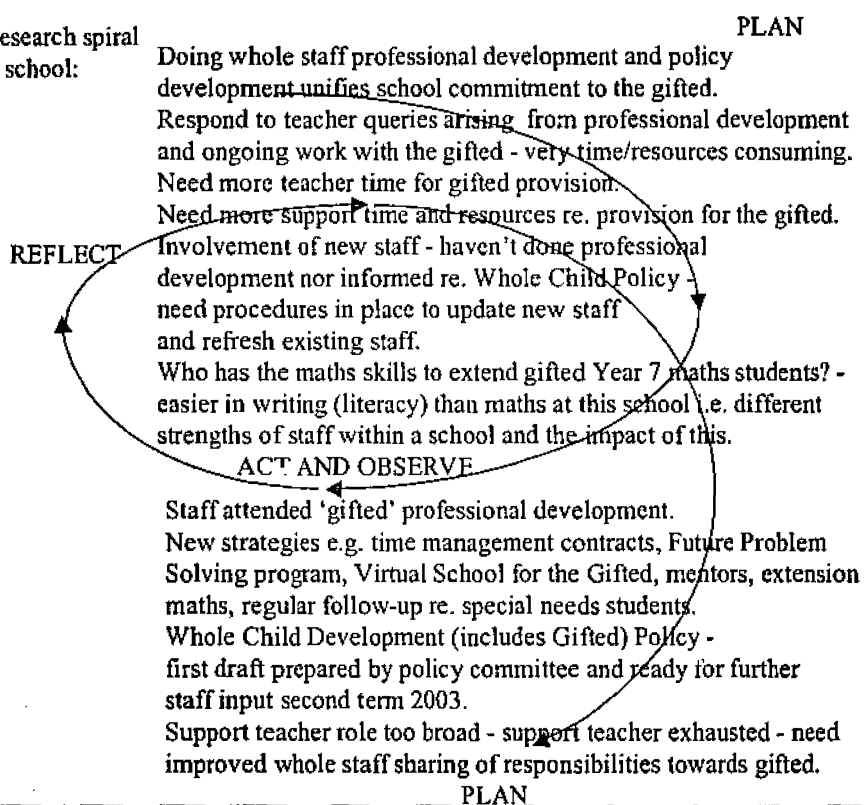 PLAN
esearch spiral
school:
Doing whole staff professional development and policy
development unifies school commitment to the gifted.
Respond to teacher queries arising from professional development
and ongoing work with the gifted - very time/resources consuming.
Need more teacher time for gifted provision.
Need more support time and resources re. provision for the gifted.
REFLECT
Involvement of new staff - haven't done professional
development nor informed re. Whole Child Policy -
need procedures in place to update new staff
and refresh existing staff.
Who has the maths skills to extend gifted Year 7 maths students? -
easier in writing (literacy) than maths at this school i.e. different
strengths of staff within a school and the impact of this.
ACT AND OBSERVE
Staff attended 'gifted' professional development.
New strategies e.g. time management contracts, Future Problem
Solving program, Virtual School for the Gifted, mentors, extension
maths, regular follow-up re. special needs students.
Whole Child Development (includes Gifted) Policy -
first draft prepared by policy committee and ready for further
staff input second term 2003.
Support teacher role too broad - support teacher exhausted - need
improved whole staff sharing of responsibilities towards gifted.
PLAN